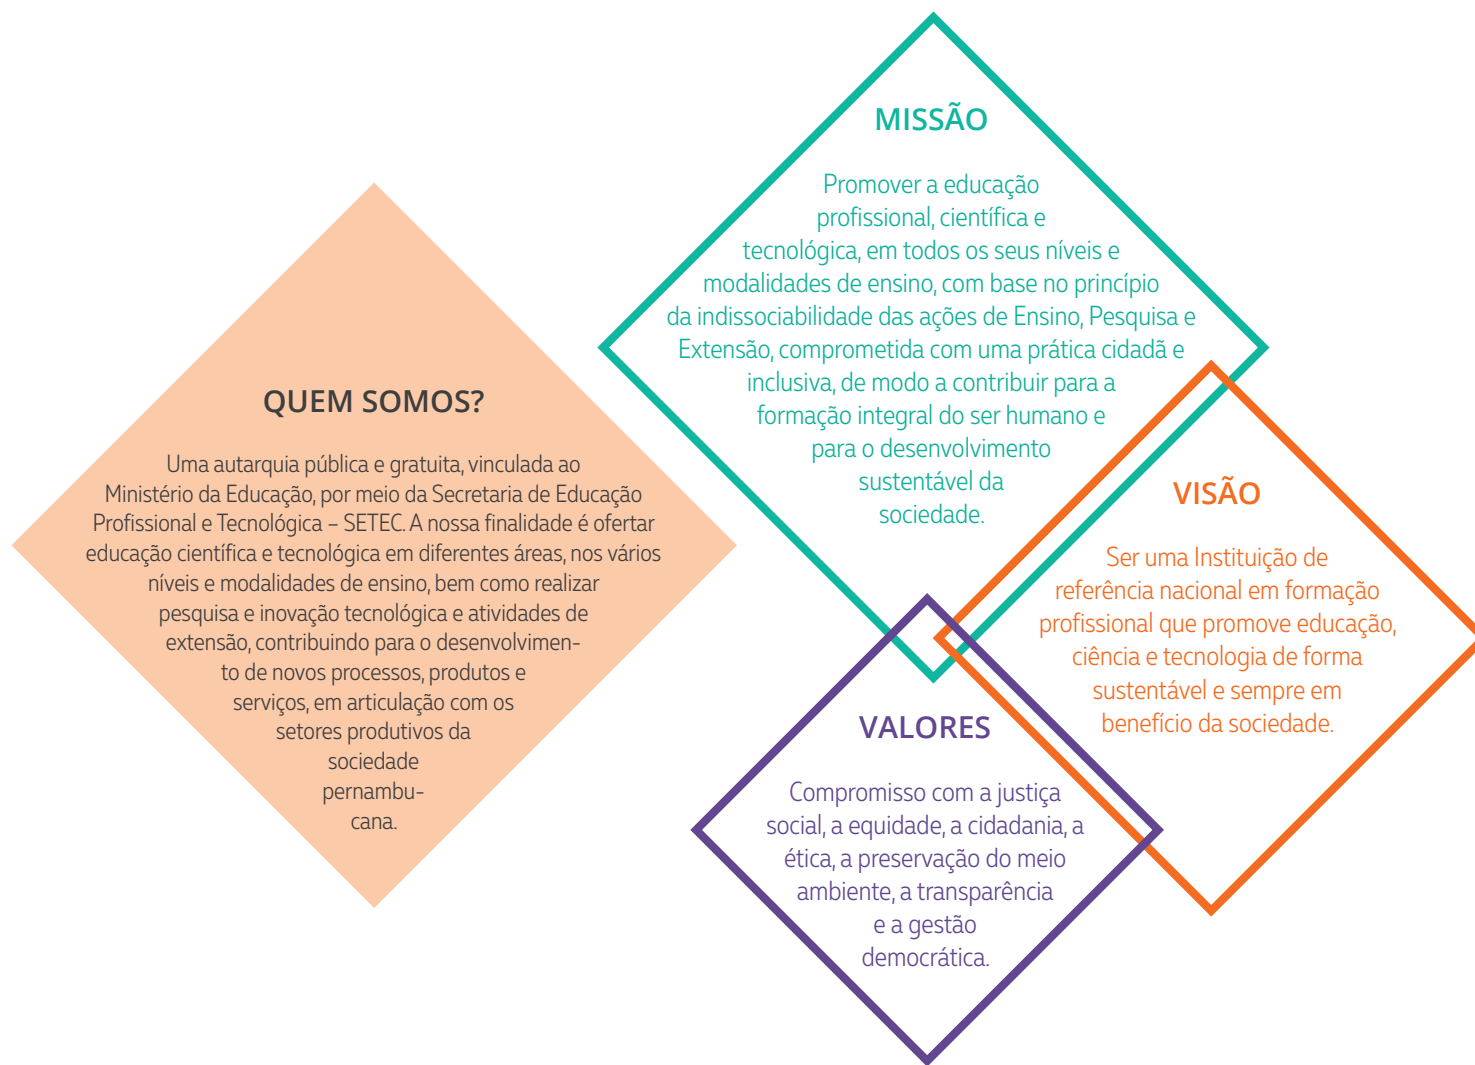 QUEM SOMOS?
Uma autarquia pública e gratuita, vinculada ao
Ministério da Educação, por meio da Secretaria de Educação
Profissional e Tecnológica – SETEC. A nossa finalidade é ofertar
educação científica e tecnológica em diferentes áreas, nos vários
níveis e modalidades de ensino, bem como realizar
pesquisa e inovação tecnológica e atividades de
extensão, contribuindo para o desenvolvimen-
to de novos processos, produtos e
serviços, em articulação com os
setores produtivos da
sociedade
pernambu-
cana.
MISSÃO
Promover a educação
profissional, científica e
tecnológica, em todos os seus níveis e
modalidades de ensino, com base no princípio
da indissociabilidade das ações de Ensino, Pesquisa e
Extensão, comprometida com uma prática cidadã e
inclusiva, de modo a contribuir para a
formação integral do ser humano e
para o desenvolvimento
sustentável da
sociedade.
VISÃO
Ser uma Instituição de
referência nacional em formação
profissional que promove educação,
ciência e tecnologia de forma
sustentável e sempre em
benefício da sociedade.
VALORES
Compromisso com a justiça
social, a equidade, a cidadania, a
ética, a preservação do meio
ambiente, a transparência
e a gestão
democrática.